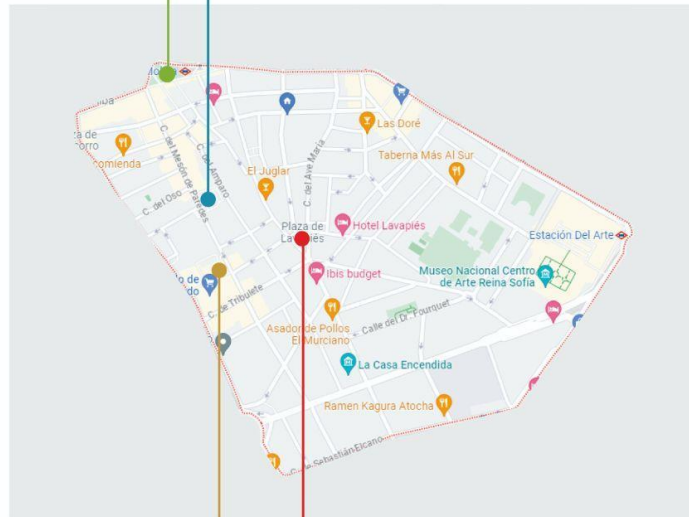 Las Doré
Taberna Más Al Sur
comienda
El Juglar
C. del Mesón de Paredes
C. del Amparo
C. del Ave María
C. del Oso
Plaza de
Lavapiés
Hotel Lavapiés
Estación Del Arte
Museo Nacional Centro
de Arte Reina Sofía
Ibis budget
C. de Tribulete
Asador de Pollos
El Murciano
Calle del Dr. Fourquet
La Casa Encendida
Ramen Kagura Atocha
C. de Sebastián Elcano